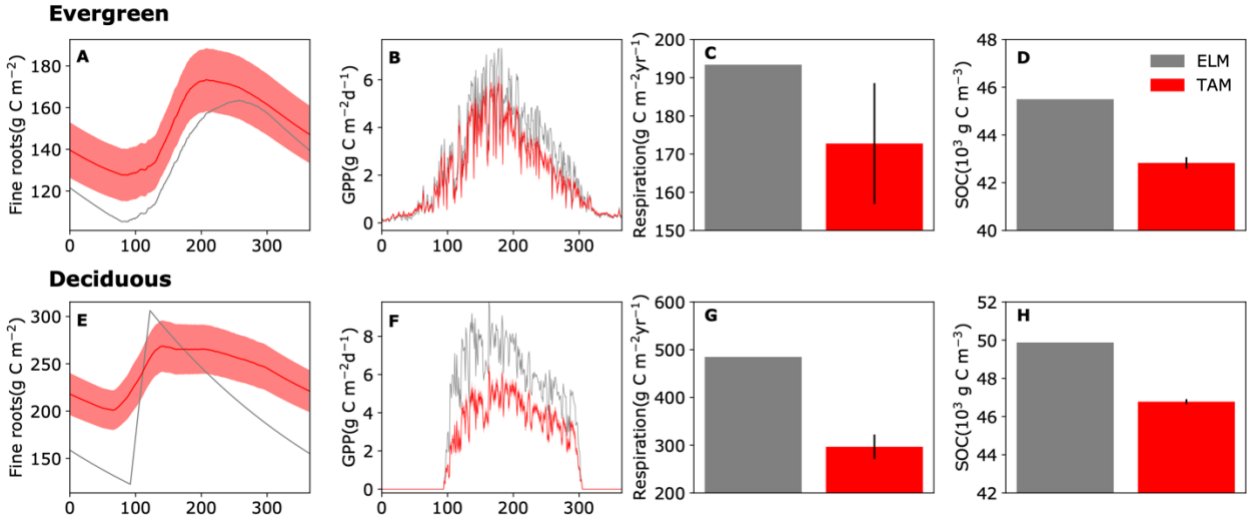 Evergreen
A
Fine roots(g C m⁻²)
180
160
140
120
0 100 200 300
B
GPP(g C m⁻²d⁻¹)
6
4
2
0
0 100 200 300
C
Respiration(g C m⁻²yr⁻¹)
200
190
180
170
160
150
D
SOC(10³ g C m⁻³)
48
46
44
42
40
ELM
TAM
Deciduous
E
Fine roots(g C m⁻²)
300
250
200
150
0 100 200 300
F
GPP(g C m⁻²d⁻¹)
8
6
4
2
0
0 100 200 300
G
Respiration(g C m⁻²yr⁻¹)
600
500
400
300
200
H
SOC(10³ g C m⁻³)
52
50
48
46
44
42